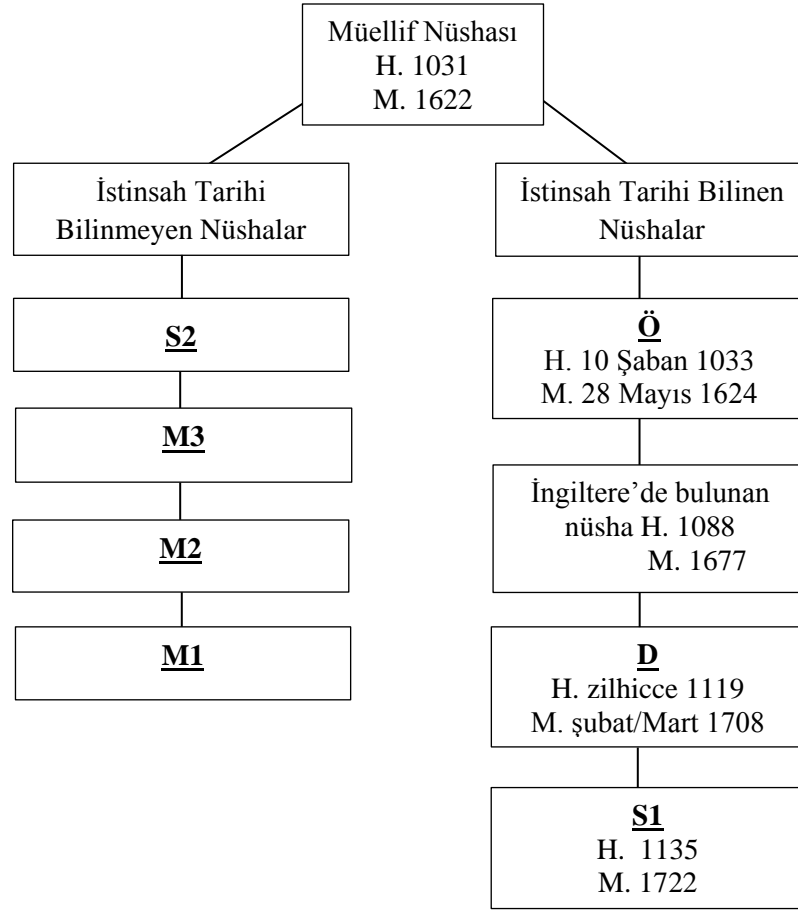 Müellif Nüshası
H. 1031
M. 1622
İstinsah Tarihi
Bilinmeyen Nüshalar
S2
M3
M2
M1
İstinsah Tarihi Bilinen
Nüshalar
Ö
H. 10 Şaban 1033
M. 28 Mayıs 1624
İngiltere’de bulunan
nüsha H. 1088
M. 1677
D
H. zilhicce 1119
M. şubat/Mart 1708
S1
H. 1135
M. 1722